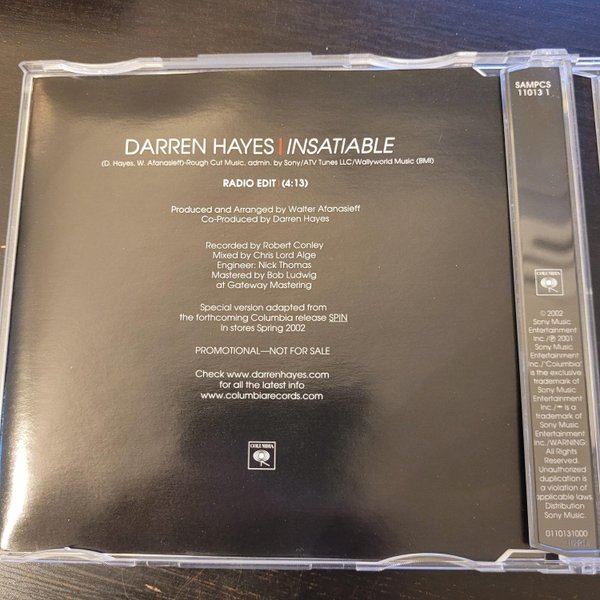 DARREN HAYES | INSATIABLE
(D. Hayes, W. Afanasieff)-Rough Cut Music, admin. by Sony/ATV Tunes LLC/Wallyworld Music (BMI)
RADIO EDIT | (4:13)
Produced and Arranged by Walter Afanasieff
Co-Produced by Darren Hayes
Recorded by Robert Conley
Mixed by Chris Lord Alge
Engineer: Nick Thomas
Mastered by Bob Ludwig
at Gateway Mastering
Special version adapted from
the forthcoming Columbia release SPIN
In stores Spring 2002
PROMOTIONAL—NOT FOR SALE
Check www.darrenhayes.com
for all the latest info
www.columbiarecords.com
COLUMBIA
SAMPCS
11013 1
COLUMBIA
© 2002
Sony Music
Entertainment
Inc./℗ 2001
Sony Music
Entertainment
Inc./"Columbia"
is the exclusive
trademark of
Sony Music
Entertainment
Inc./ is a
trademark of
Sony Music
Entertainment
Inc./WARNING:
All Rights
Reserved.
Unauthorized
duplication is
a violation of
applicable laws.
Distribution
Sony Music.
0110131000